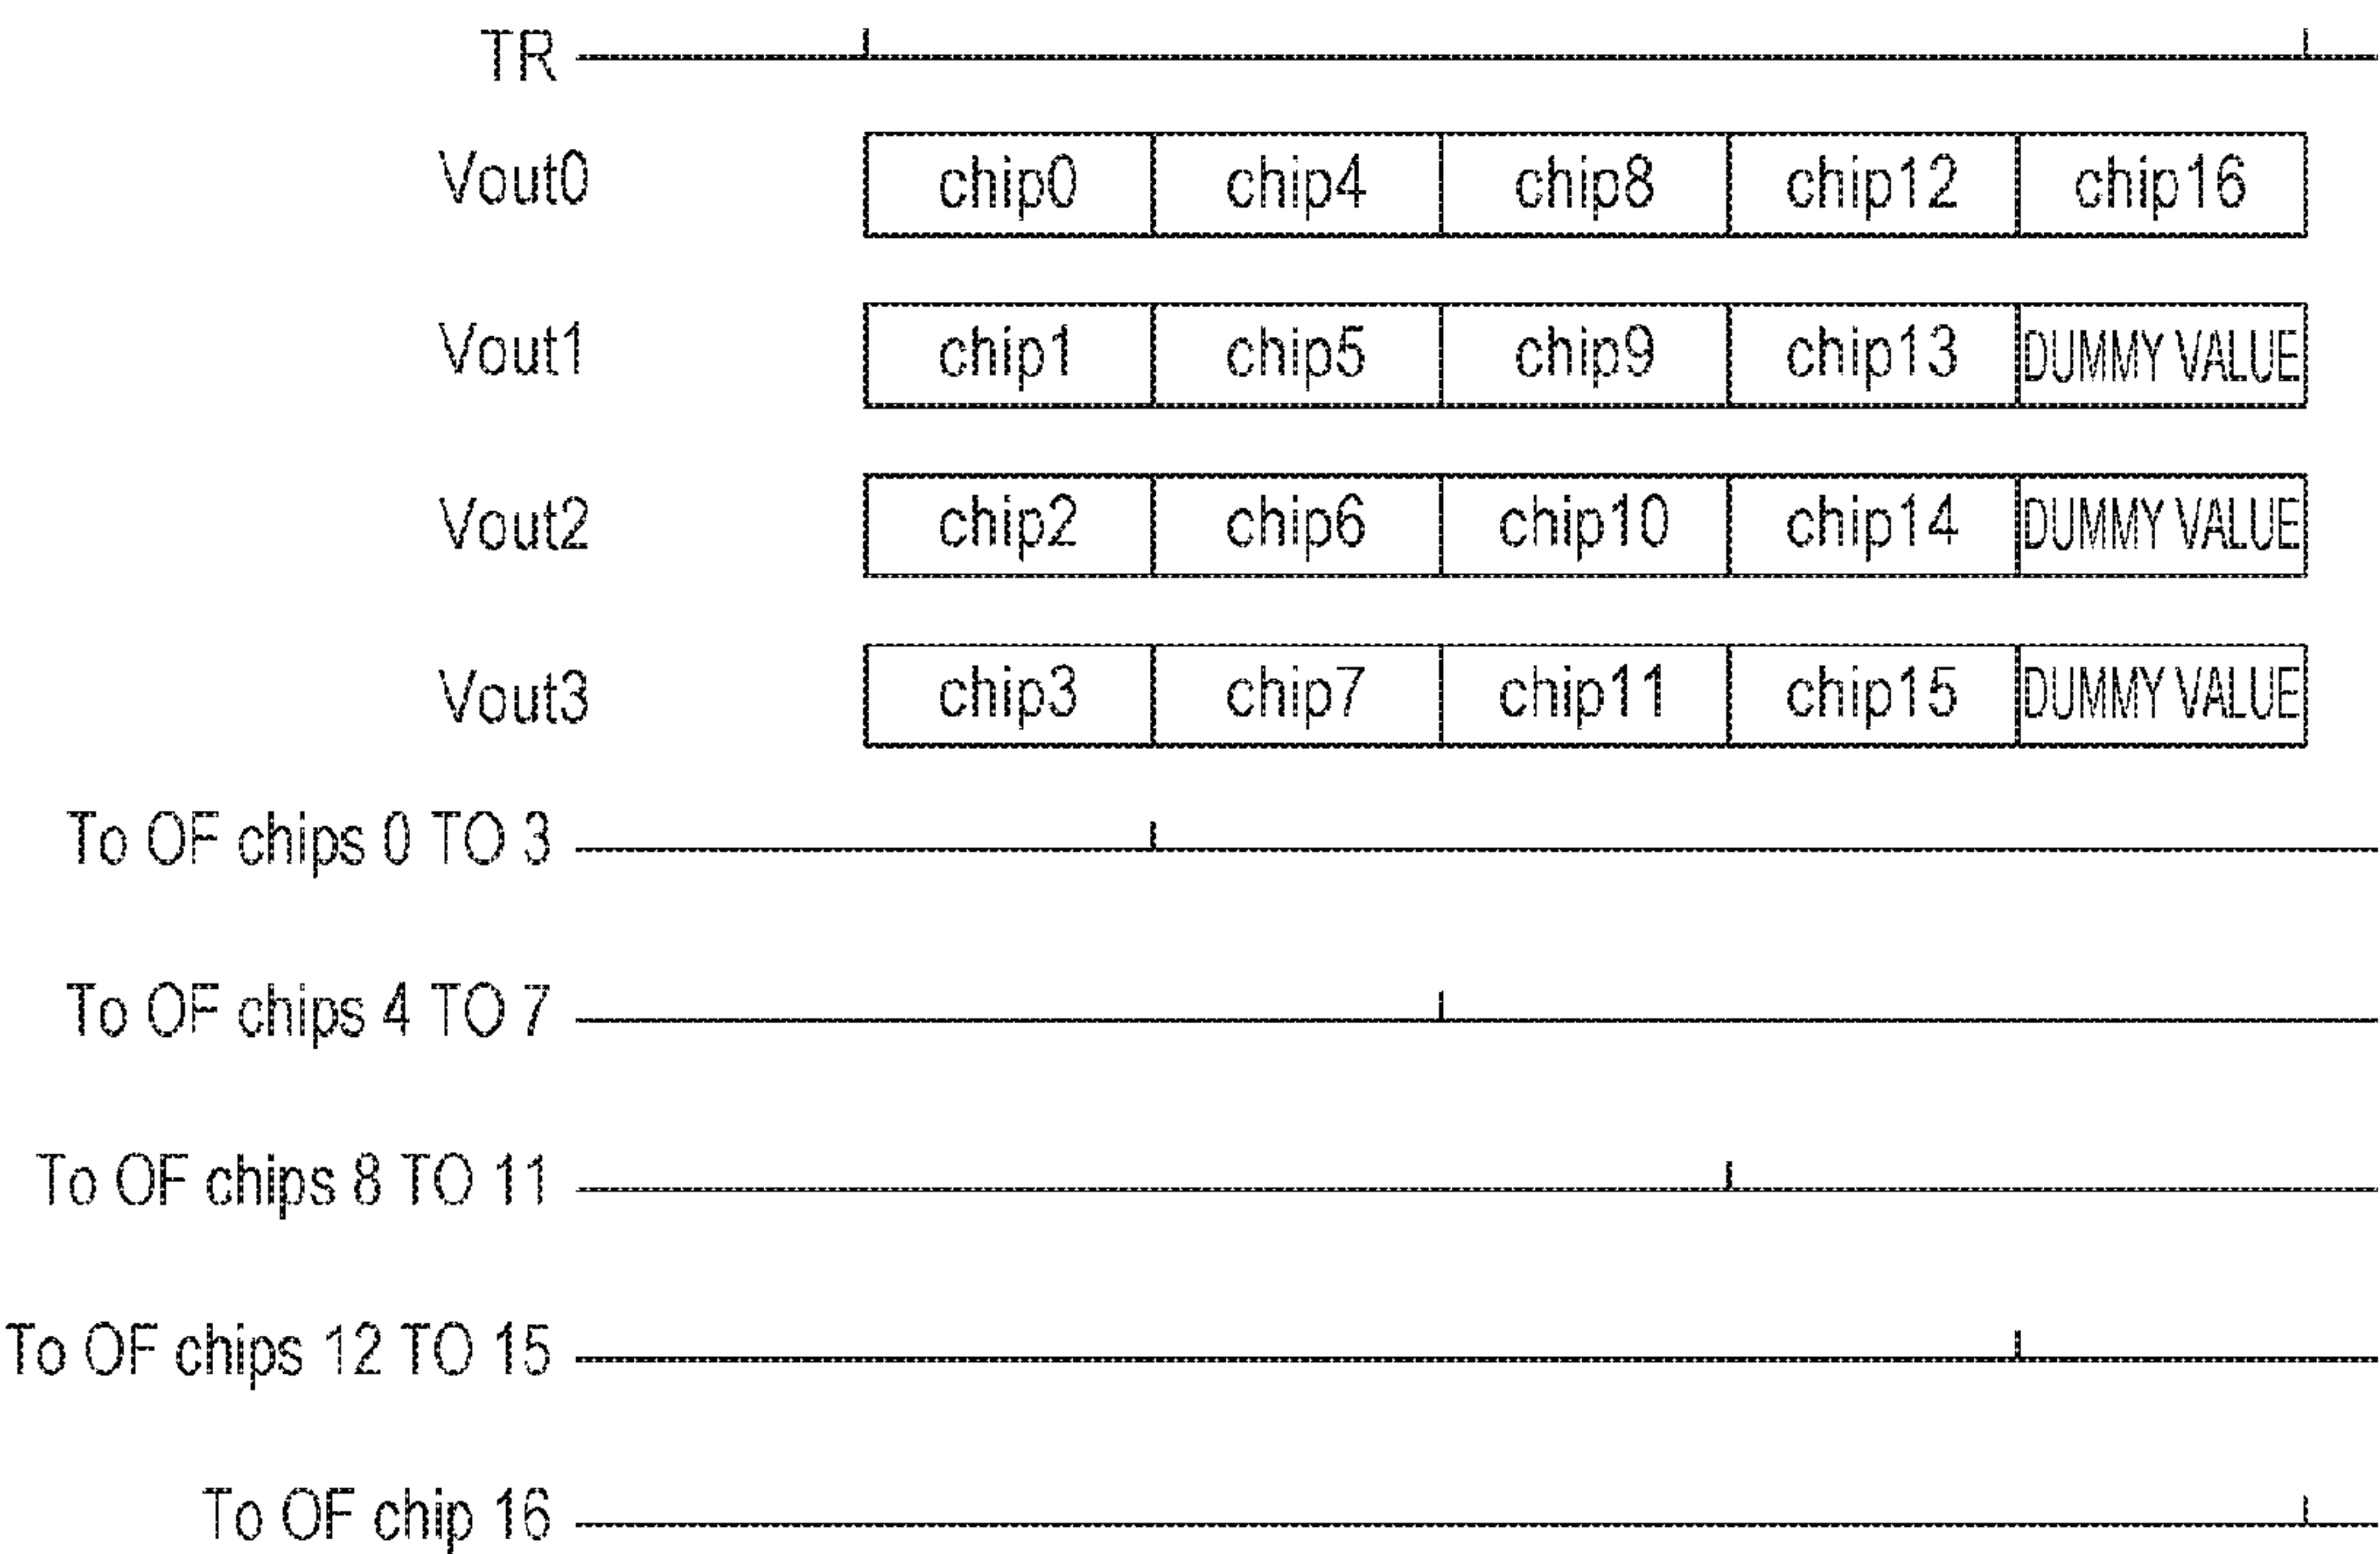 TR
Vout0 chip0 chip4 chip8 chip12 chip16
Vout1 chip1 chip5 chip9 chip13 DUMMY VALUE
Vout2 chip2 chip6 chip10 chip14 DUMMY VALUE
Vout3 chip3 chip7 chip11 chip15 DUMMY VALUE
To OF chips 0 TO 3
To OF chips 4 TO 7
To OF chips 8 TO 11
To OF chips 12 TO 15
To OF chip 16